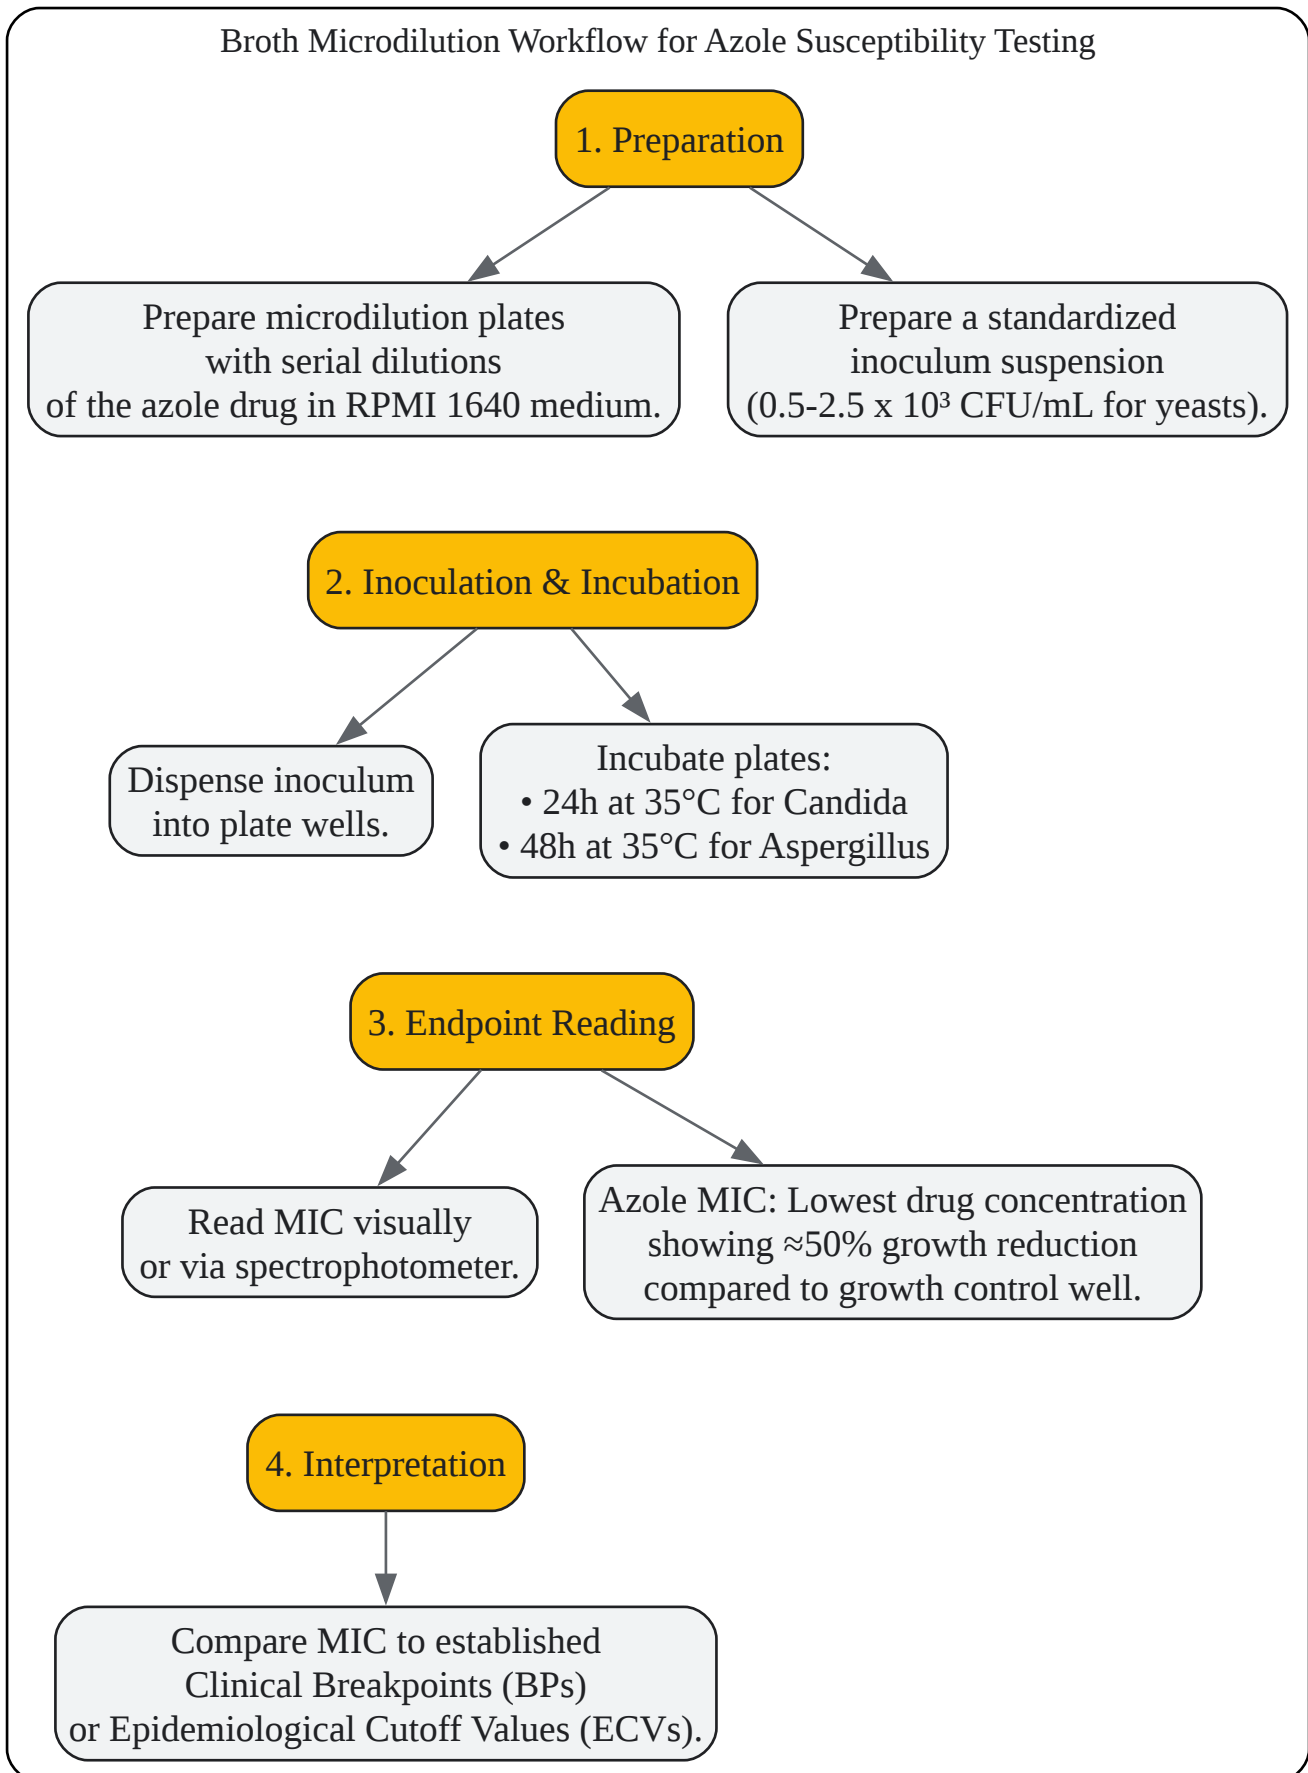 Broth Microdilution Workflow for Azole Susceptibility Testing
1. Preparation
Prepare microdilution plates
with serial dilutions
of the azole drug in RPMI 1640 medium.
Prepare a standardized
inoculum suspension
(0.5-2.5 x 10³ CFU/mL for yeasts).
2. Inoculation & Incubation
Dispense inoculum
into plate wells.
Incubate plates:
• 24h at 35°C for Candida
• 48h at 35°C for Aspergillus
3. Endpoint Reading
Read MIC visually
or via spectrophotometer.
Azole MIC: Lowest drug concentration
showing ≈50% growth reduction
compared to growth control well.
4. Interpretation
Compare MIC to established
Clinical Breakpoints (BPs)
or Epidemiological Cutoff Values (ECVs).